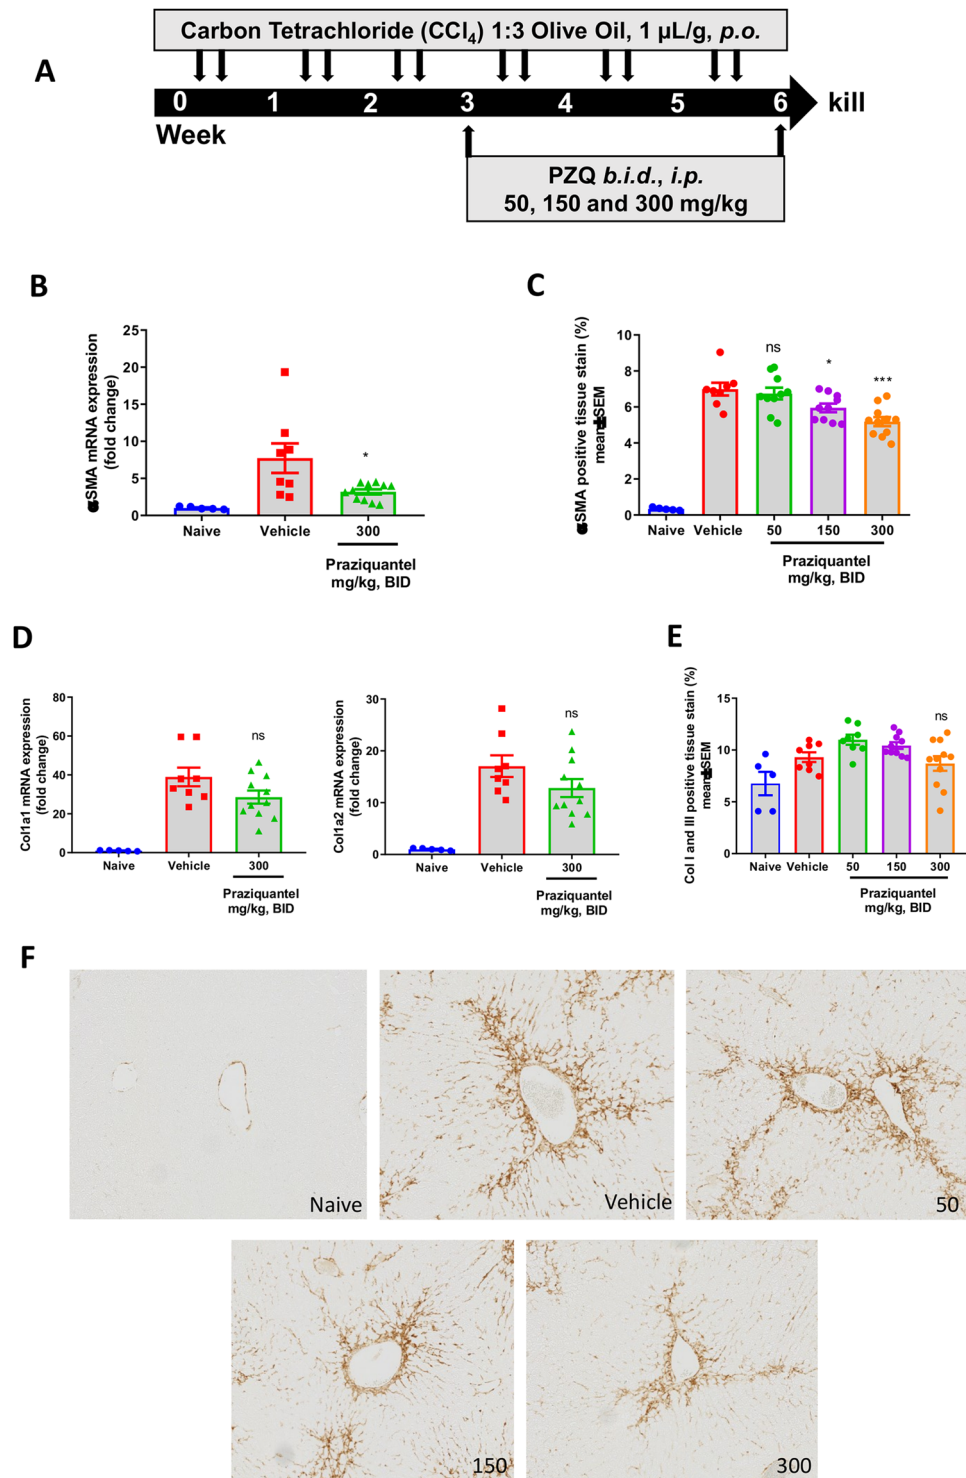 Carbon Tetrachloride (CCl4) 1:3 Olive Oil, 1 µL/g, p.o.
A
0 1 2 3 4 5 6 kill
Week
PZQ b.i.d., i.p.
50, 150 and 300 mg/kg
B
αSMA mRNA expression
(fold change)
25
20
15
10
5
0
*
Naive Vehicle 300
Praziquantel
mg/kg, BID
C
αSMA positive tissue stain (%)
mean±SEM
10
8
6
4
2
0
ns * ***
Naive Vehicle 50 150 300
Praziquantel
mg/kg, BID
D
Col1a1 mRNA expression
(fold change)
80
60
40
20
0
ns
Naive Vehicle 300
Praziquantel
mg/kg, BID
Col1a2 mRNA expression
(fold change)
30
20
10
0
ns
Naive Vehicle 300
Praziquantel
mg/kg, BID
E
Col I and III positive tissue stain (%)
mean±SEM
15
10
5
0
ns
Naive Vehicle 50 150 300
Praziquantel
mg/kg, BID
F
Naive
Vehicle
50
150
300